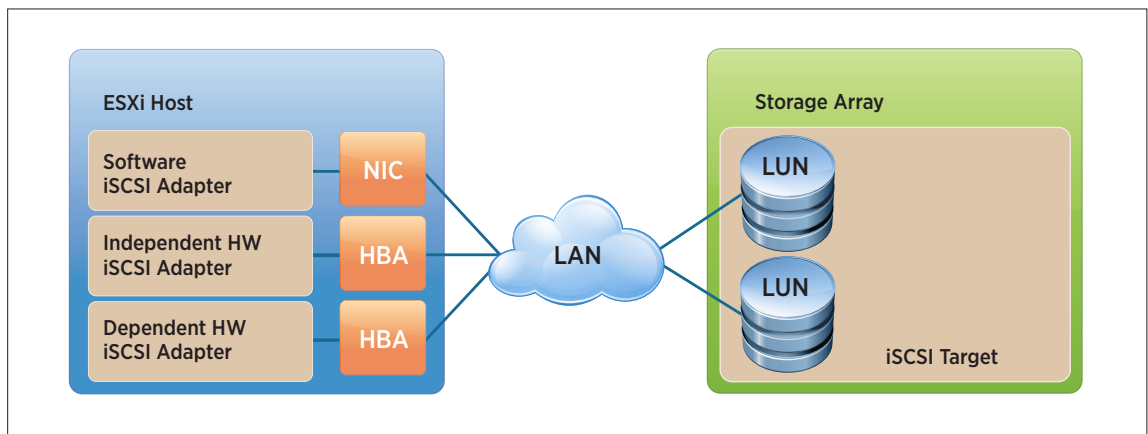 ESXi Host
Software
iSCSI Adapter
NIC
Independent HW
iSCSI Adapter
HBA
Dependent HW
iSCSI Adapter
HBA
LAN
Storage Array
LUN
LUN
iSCSI Target